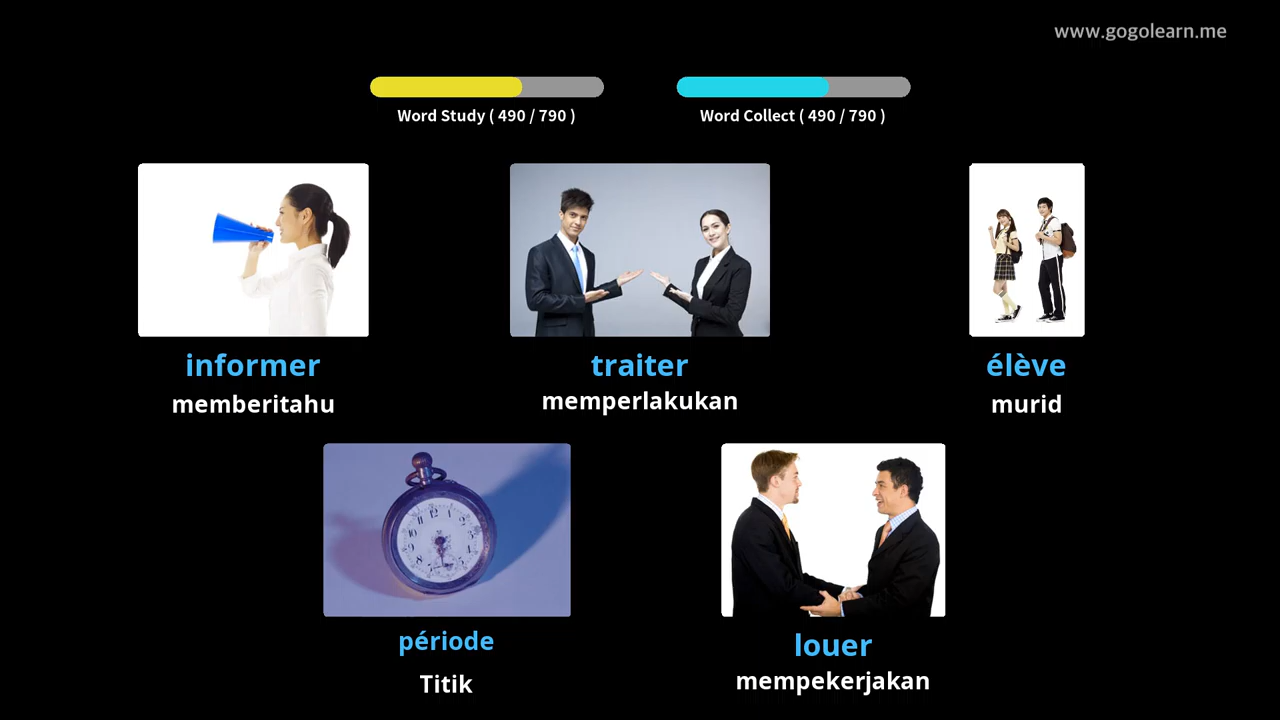 www.gogolearn.me
Word Study ( 490 / 790 )
Word Collect ( 490 / 790 )
informer
memberitahu
traiter
memperlakukan
élève
murid
période
Titik
louer
mempekerjakan